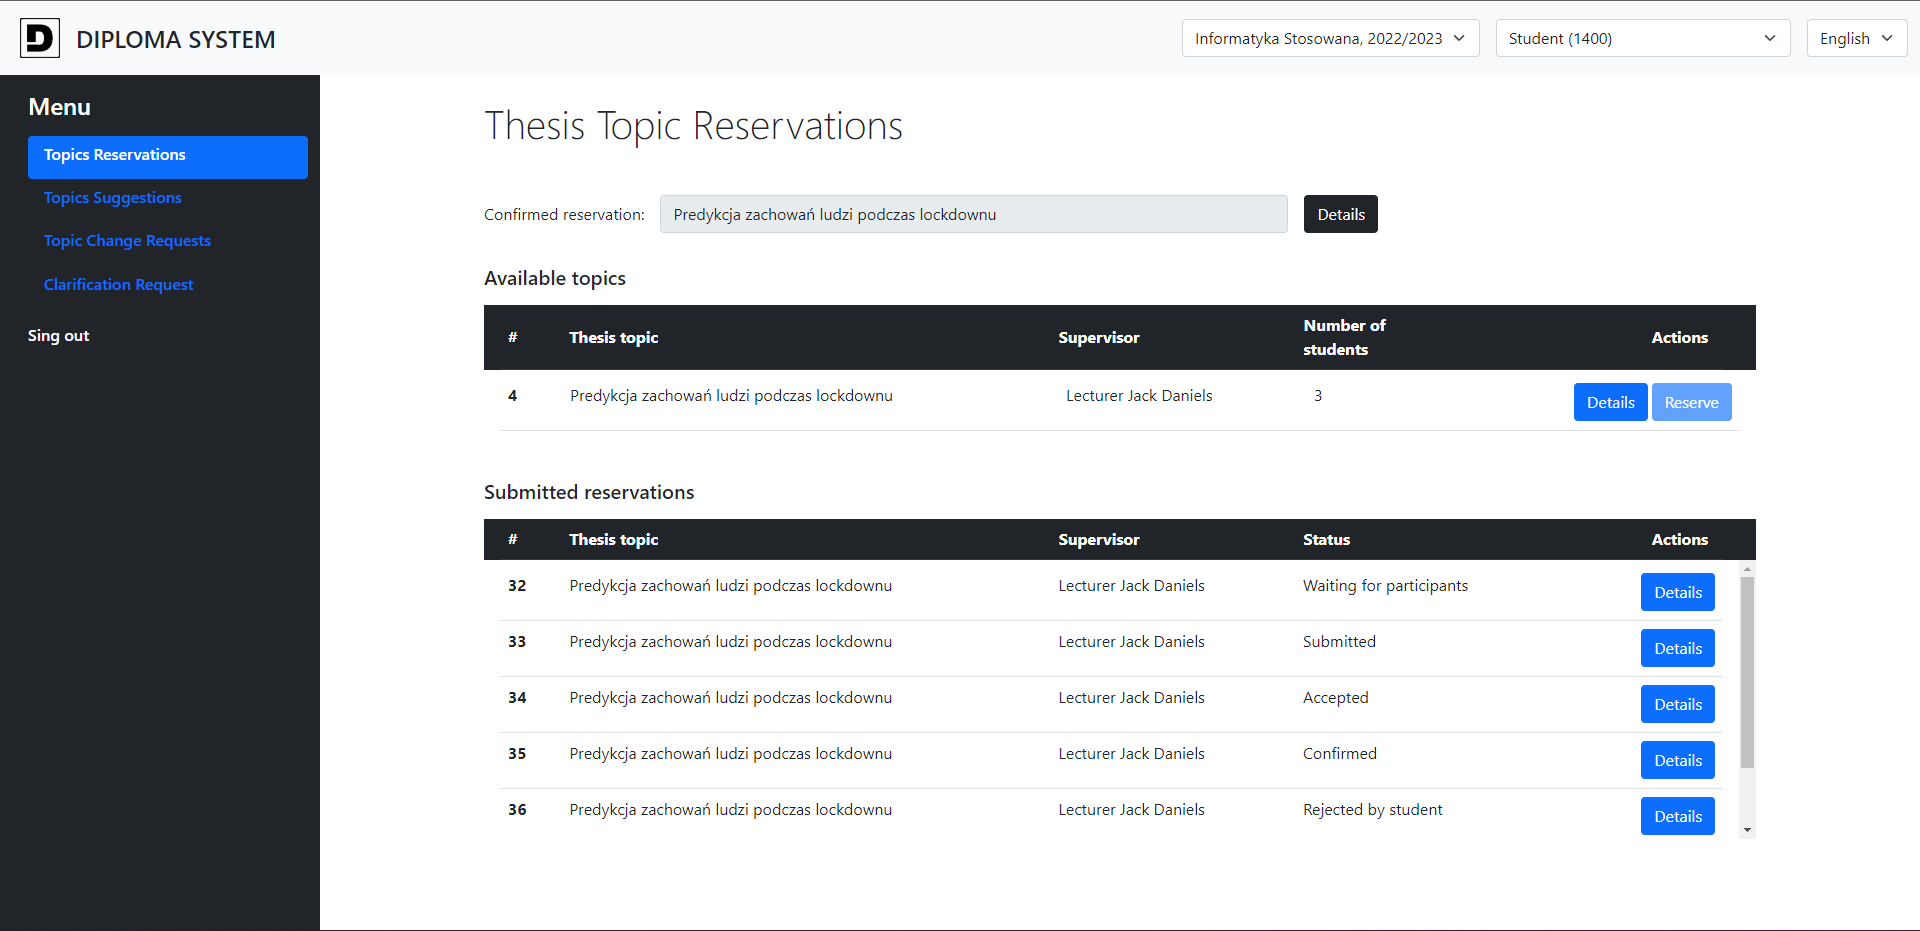 D DIPLOMA SYSTEM Informatyka Stosowana, 2022/2023 Student (1400) English
Menu
Topics Reservations
Topics Suggestions
Topic Change Requests
Clarification Request
Sing out
Thesis Topic Reservations
Confirmed reservation: Predykcja zachowań ludzi podczas lockdownu Details
Available topics
# Thesis topic Supervisor Number of students Actions
4 Predykcja zachowań ludzi podczas lockdownu Lecturer Jack Daniels 3 Details Reserve
Submitted reservations
# Thesis topic Supervisor Status Actions
32 Predykcja zachowań ludzi podczas lockdownu Lecturer Jack Daniels Waiting for participants Details
33 Predykcja zachowań ludzi podczas lockdownu Lecturer Jack Daniels Submitted Details
34 Predykcja zachowań ludzi podczas lockdownu Lecturer Jack Daniels Accepted Details
35 Predykcja zachowań ludzi podczas lockdownu Lecturer Jack Daniels Confirmed Details
36 Predykcja zachowań ludzi podczas lockdownu Lecturer Jack Daniels Rejected by student Details